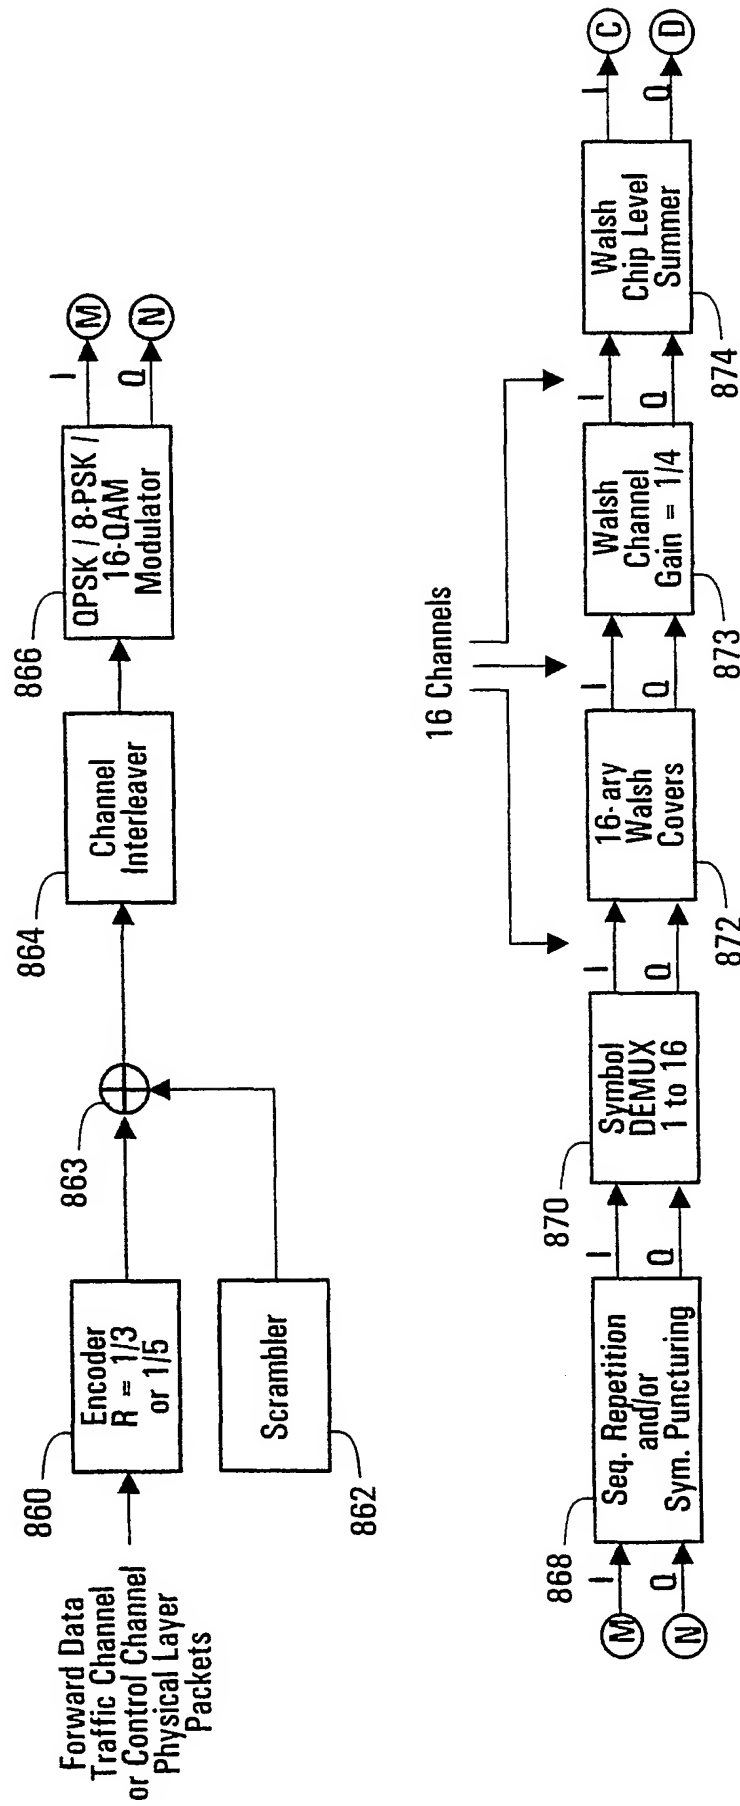 Forward Data
Traffic Channel
or Control Channel
Physical Layer
Packets
860
Encoder
R = 1/3
or 1/5
862
Scrambler
863
864
Channel
Interleaver
866
QPSK / 8-PSK /
16-QAM
Modulator
I
Q
M
N
M
N
I
Q
868
Seq. Repetition
and/or
Sym. Puncturing
I
Q
870
Symbol
DEMUX
1 to 16
I
Q
16 Channels
872
16-ary
Walsh
Covers
I
Q
873
Walsh
Channel
Gain = 1/4
I
Q
874
Walsh
Chip Level
Summer
I
Q
C
D